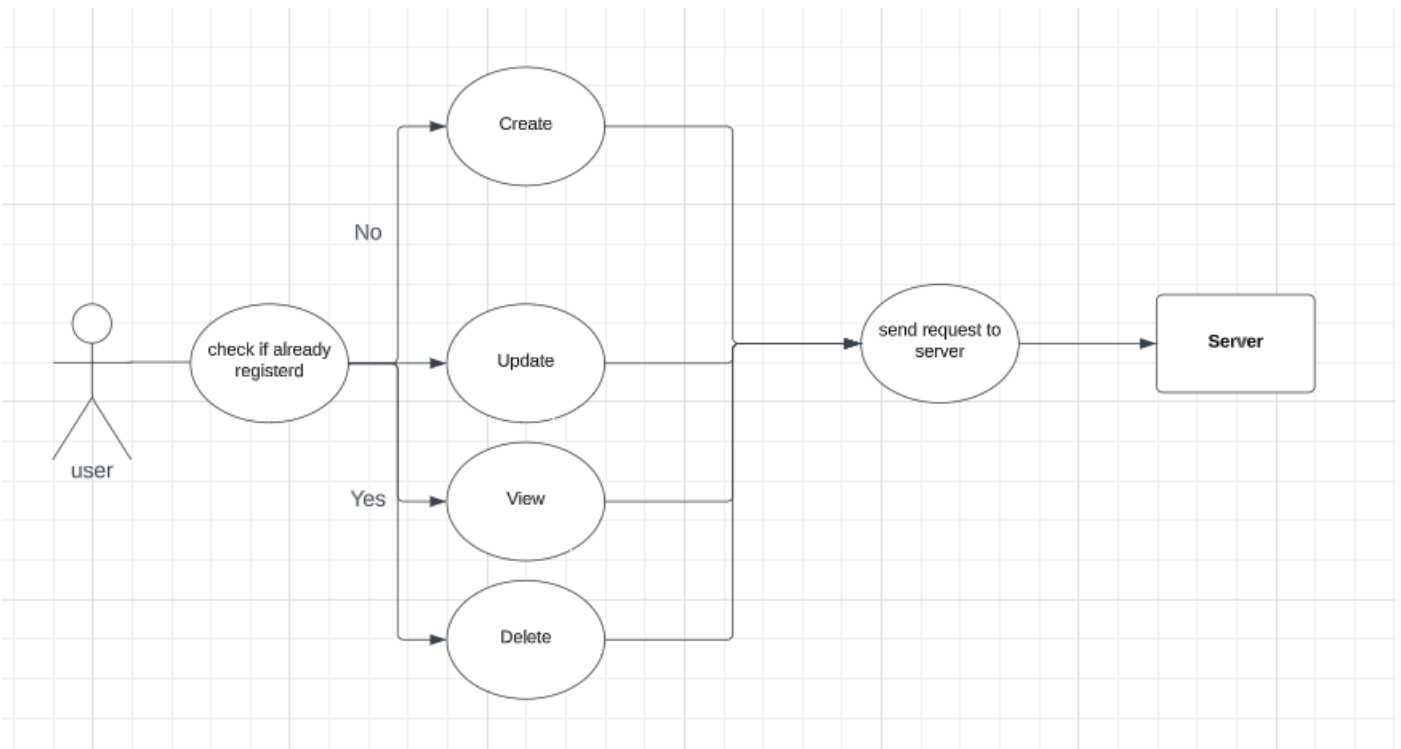 Create
No
check if already
registerd
Update
send request to
server
Server
user
Yes
View
Delete